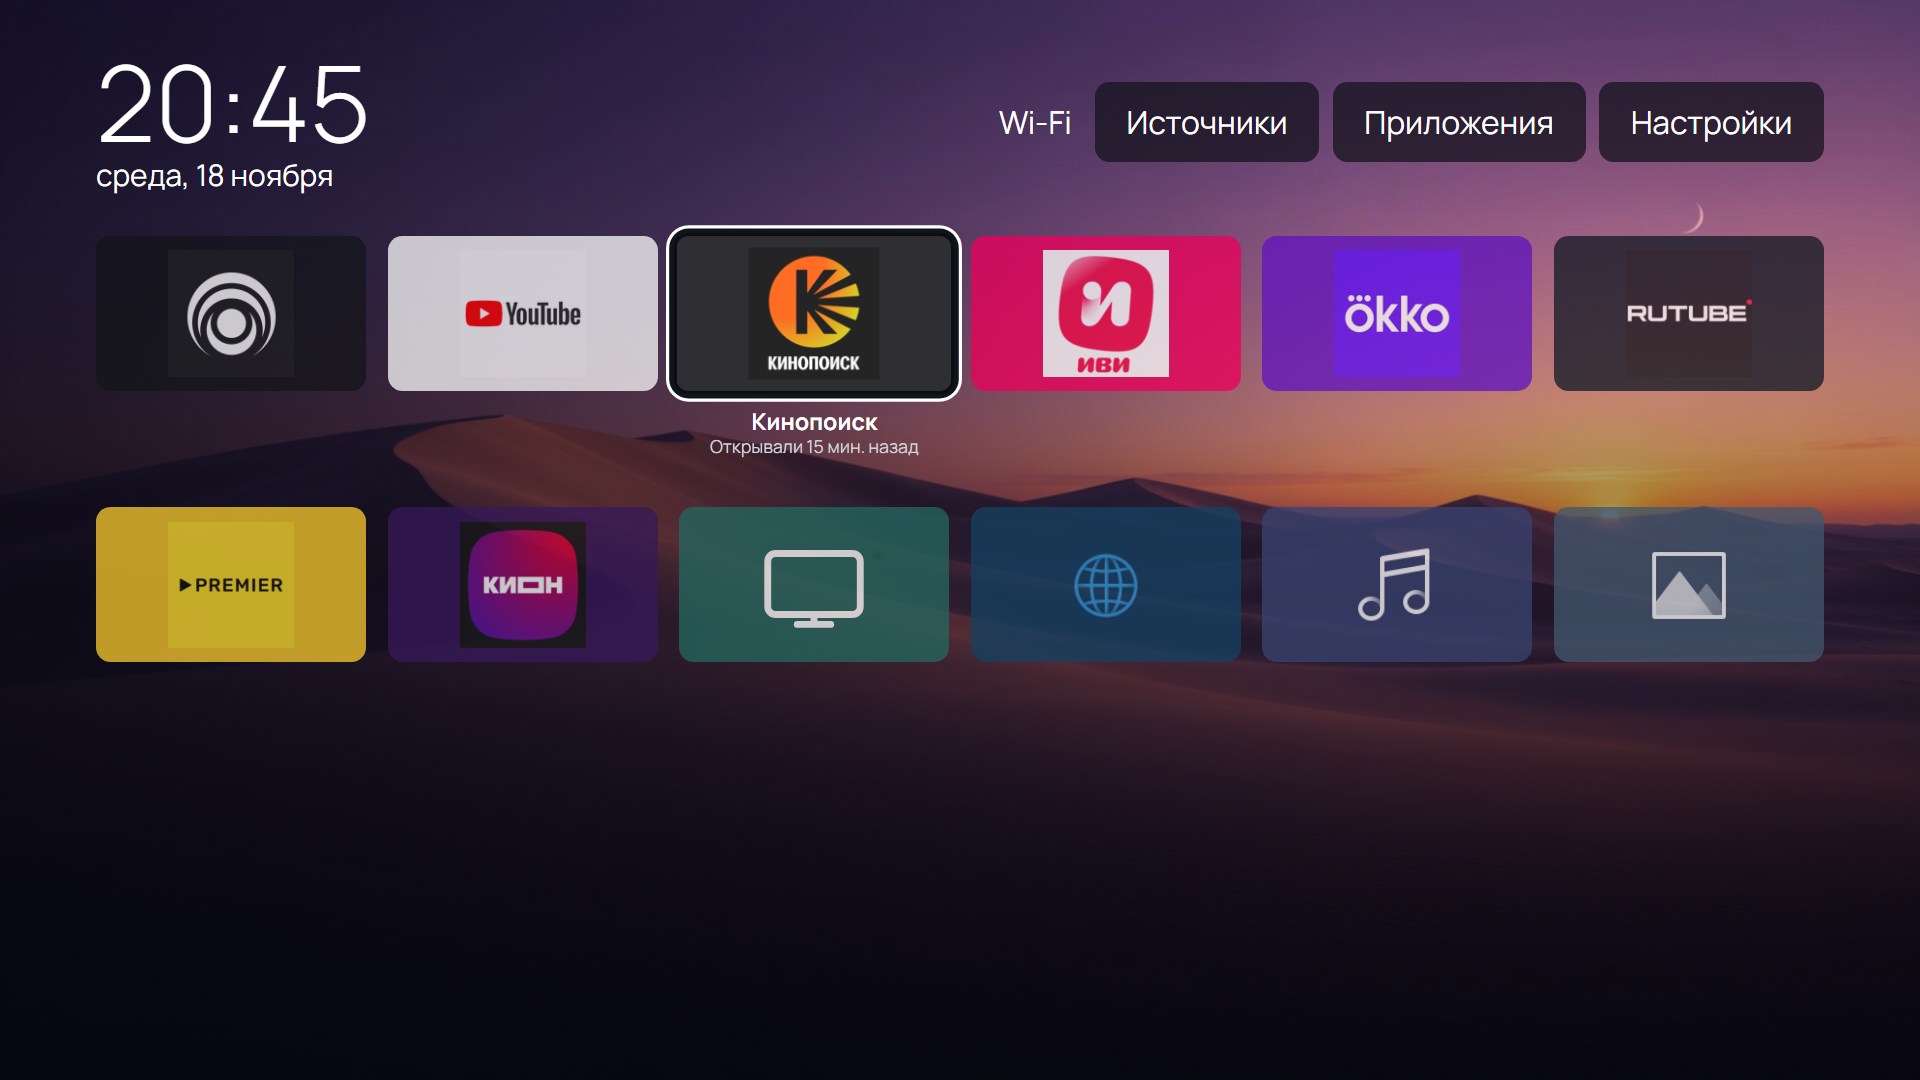 20:45
среда, 18 ноября
Wi-Fi
Источники
Приложения
Настройки
YouTube
КИНОПОИСК
иви
okko
RUTUBE
Кинопоиск
Открывали 15 мин. назад
PREMIER
КИОН